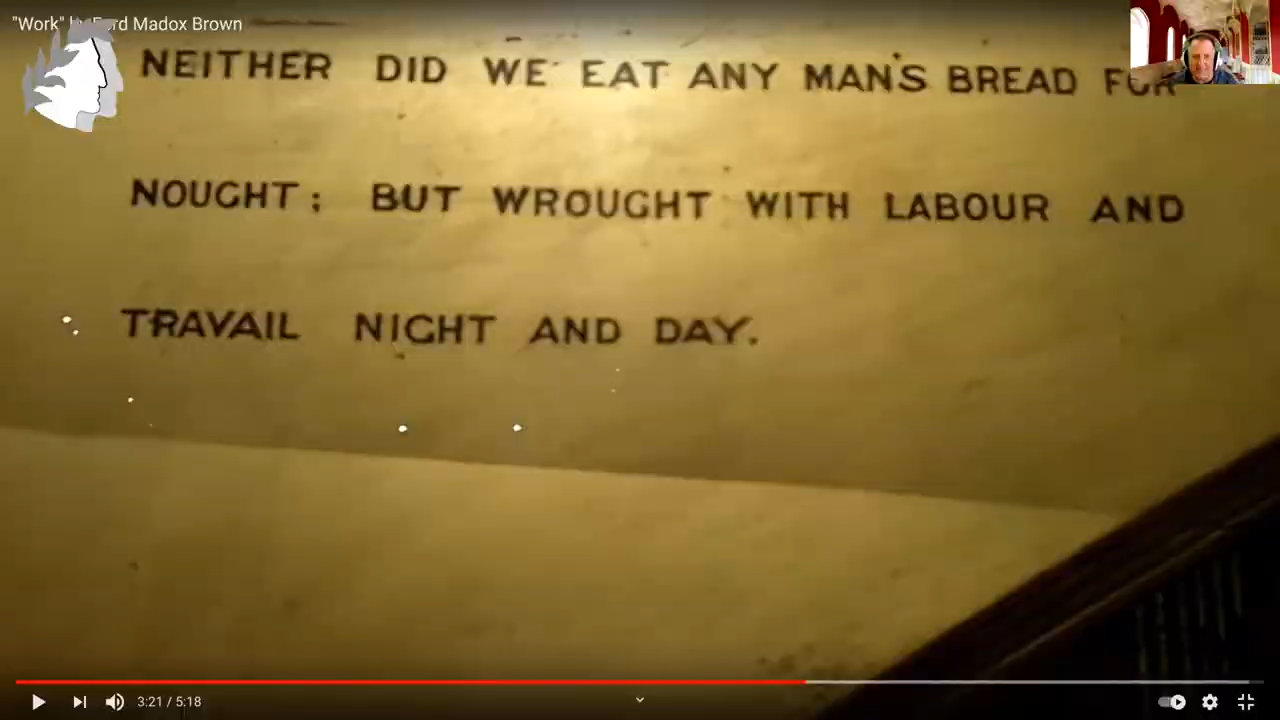 "Work" by Ford Madox Brown
NEITHER DID WE EAT ANY MAN'S BREAD FOR
NOUGHT; BUT WROUGHT WITH LABOUR AND
TRAVAIL NIGHT AND DAY.
3:21 / 5:18